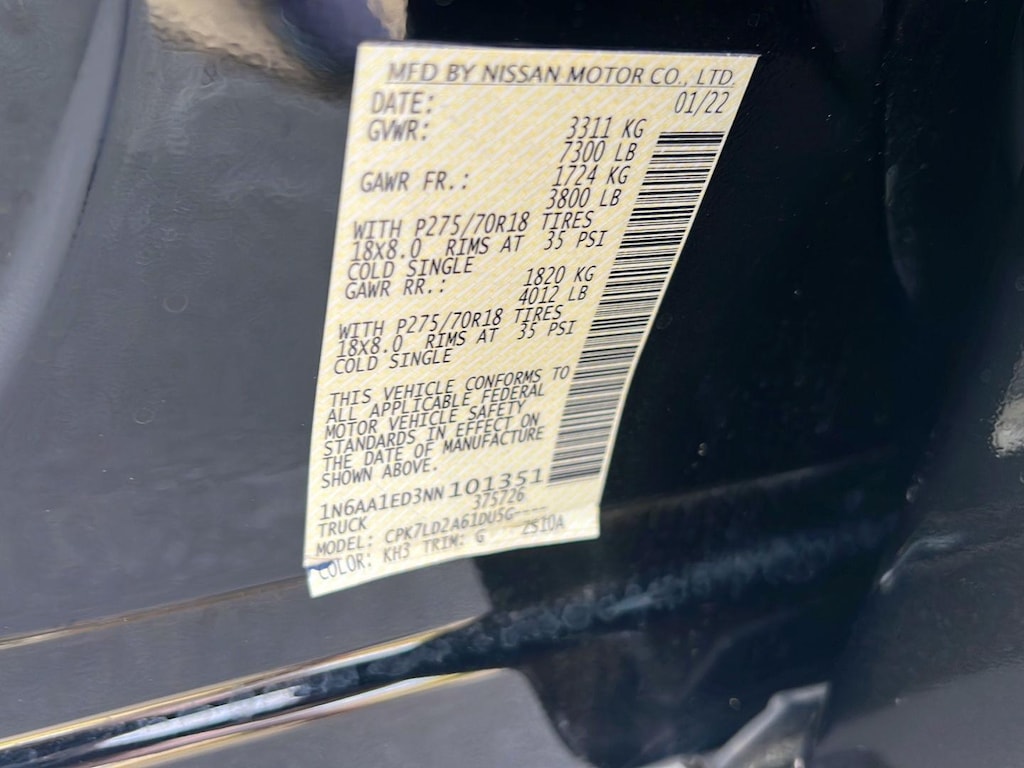 MFD BY NISSAN MOTOR CO., LTD.
DATE: 01/22
GVWR: 3311 KG
7300 LB
GAWR FR.: 1724 KG
3800 LB
WITH P275/70R18 TIRES
18X8.0 RIMS AT 35 PSI
COLD SINGLE
GAWR RR.: 1820 KG
4012 LB
WITH P275/70R18 TIRES
18X8.0 RIMS AT 35 PSI
COLD SINGLE
THIS VEHICLE CONFORMS TO
ALL APPLICABLE FEDERAL
MOTOR VEHICLE SAFETY
STANDARDS IN EFFECT ON
THE DATE OF MANUFACTURE
SHOWN ABOVE.
1N6AA1ED3NN101351
TRUCK 375726
MODEL: CPK7LD2A61DU5G----
COLOR: KH3 TRIM: G 2510A